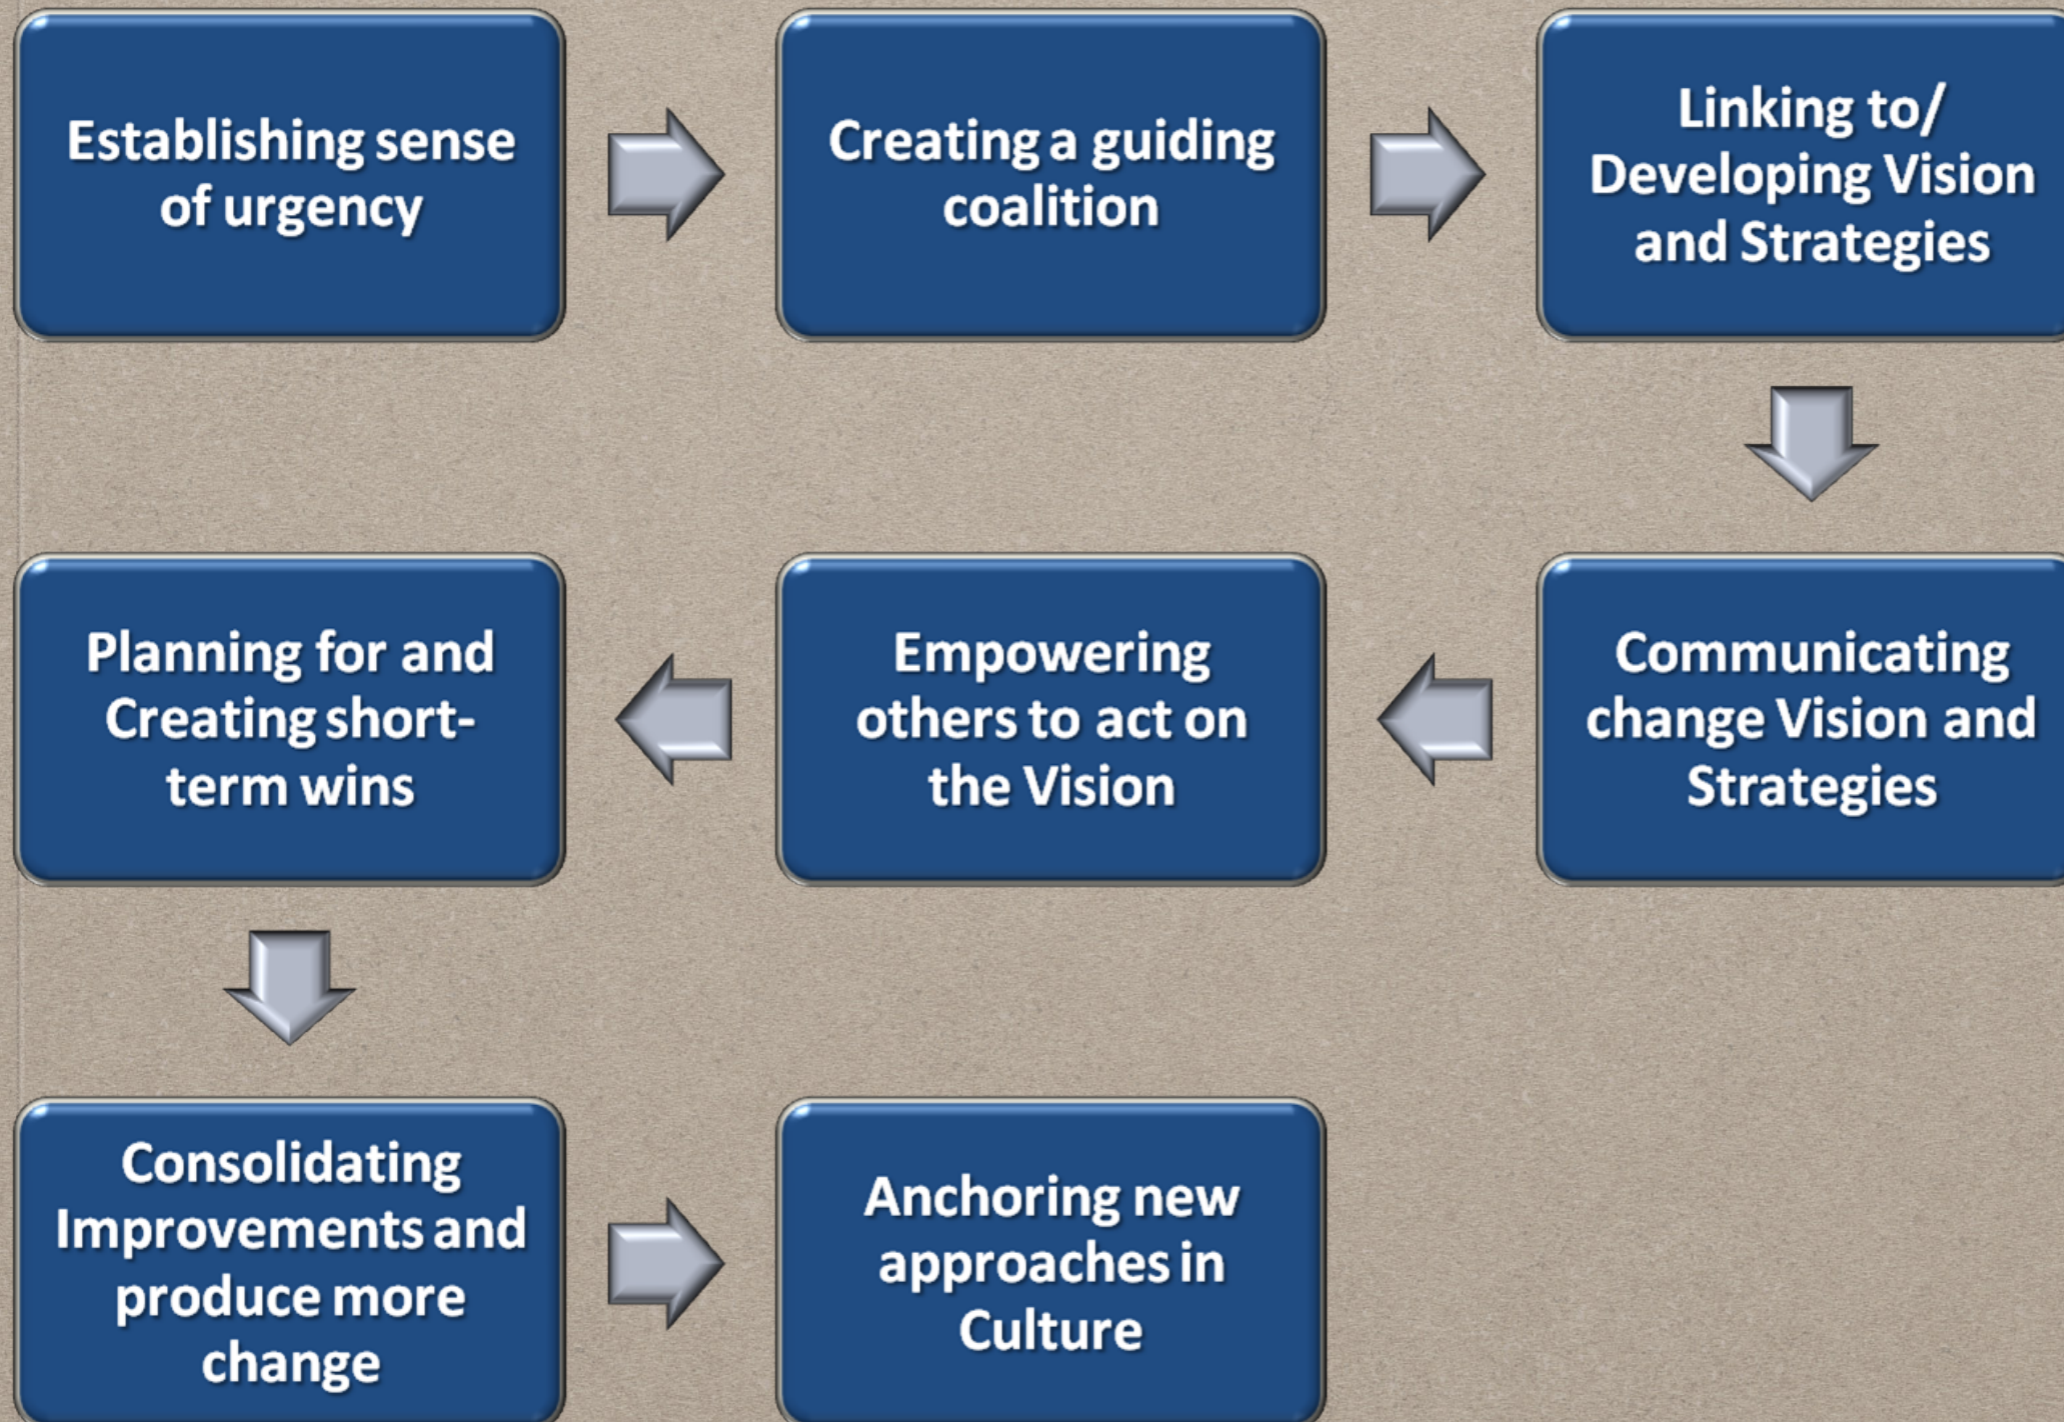 Establishing sense
of urgency
Creating a guiding
coalition
Linking to/
Developing Vision
and Strategies
Communicating
change Vision and
Strategies
Empowering
others to act on
the Vision
Planning for and
Creating short-
term wins
Consolidating
Improvements and
produce more
change
Anchoring new
approaches in
Culture